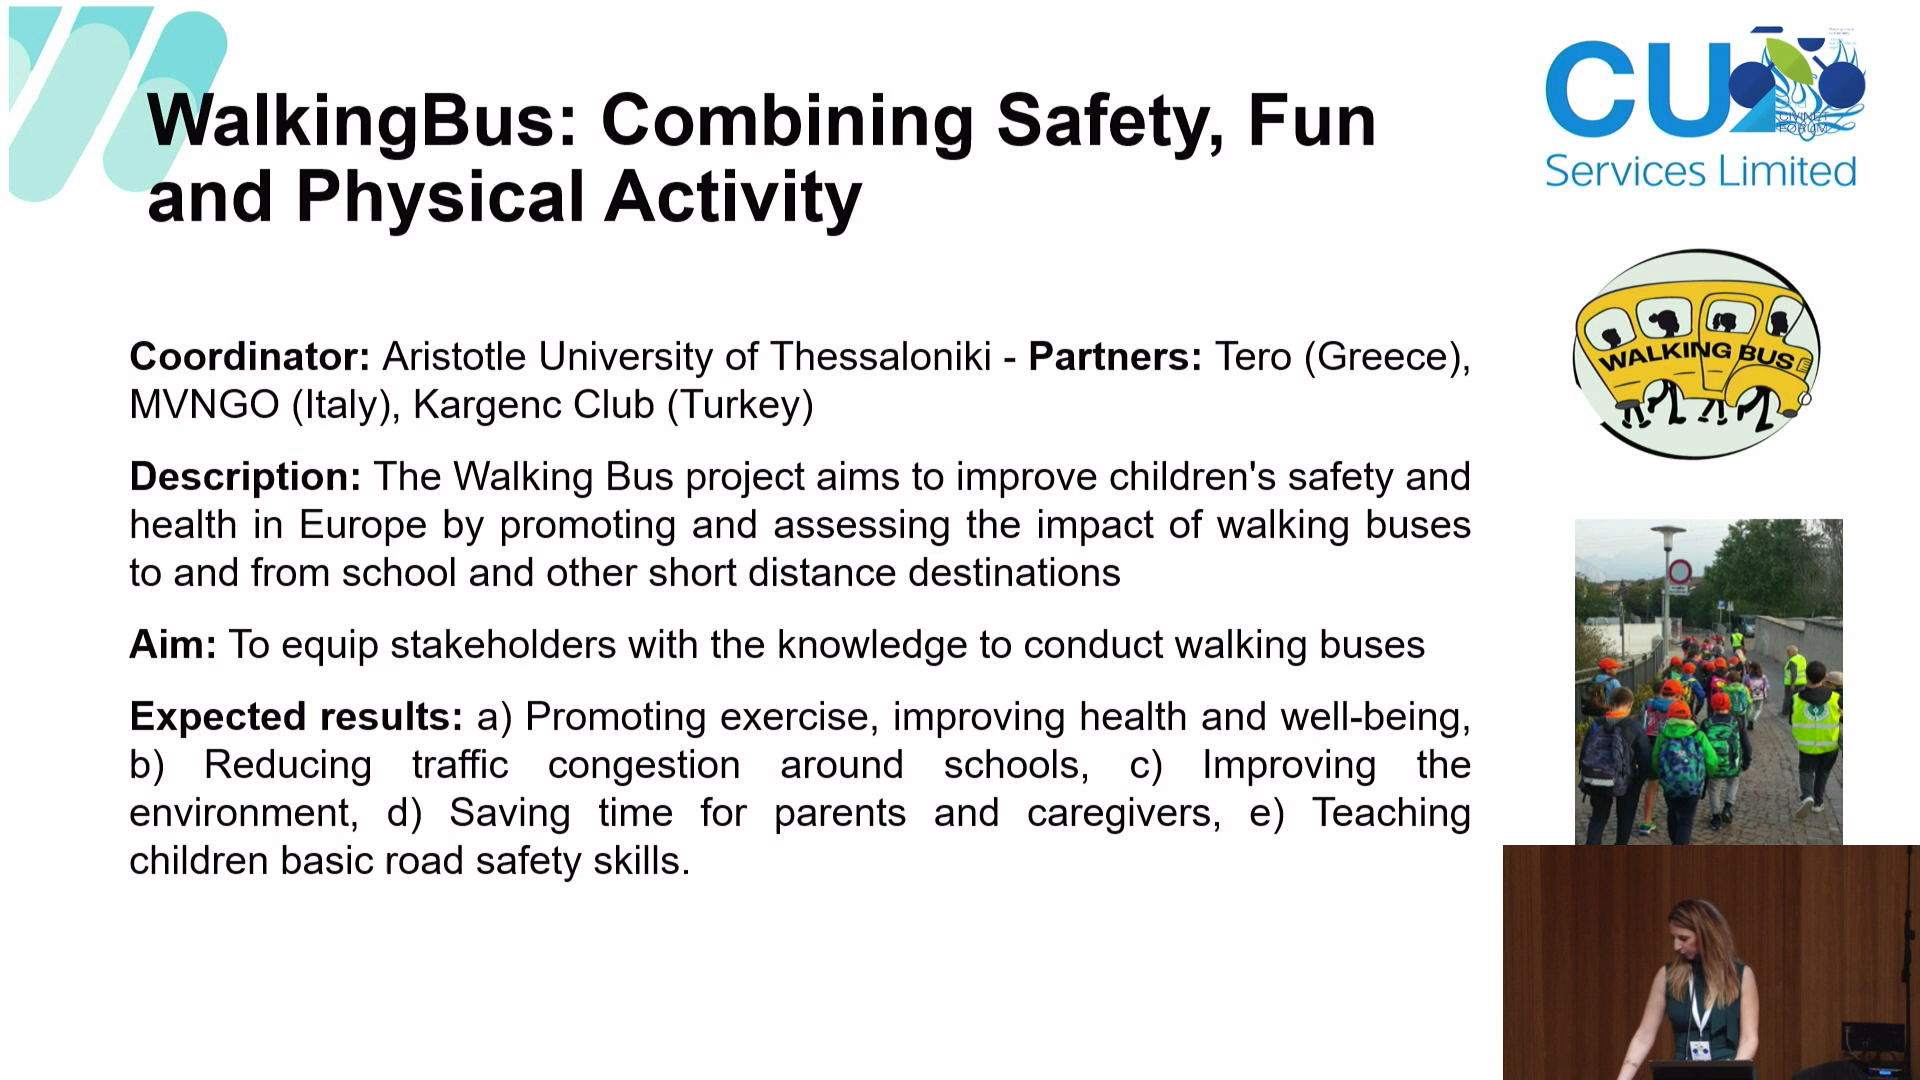 WalkingBus: Combining Safety, Fun
and Physical Activity
CU
CIVINET
FORUM
Services Limited
WALKING BUS
Coordinator: Aristotle University of Thessaloniki - Partners: Tero (Greece),
MVNGO (Italy), Kargenc Club (Turkey)
Description: The Walking Bus project aims to improve children's safety and
health in Europe by promoting and assessing the impact of walking buses
to and from school and other short distance destinations
Aim: To equip stakeholders with the knowledge to conduct walking buses
Expected results: a) Promoting exercise, improving health and well-being,
b) Reducing traffic congestion around schools, c) Improving the
environment, d) Saving time for parents and caregivers, e) Teaching
children basic road safety skills.